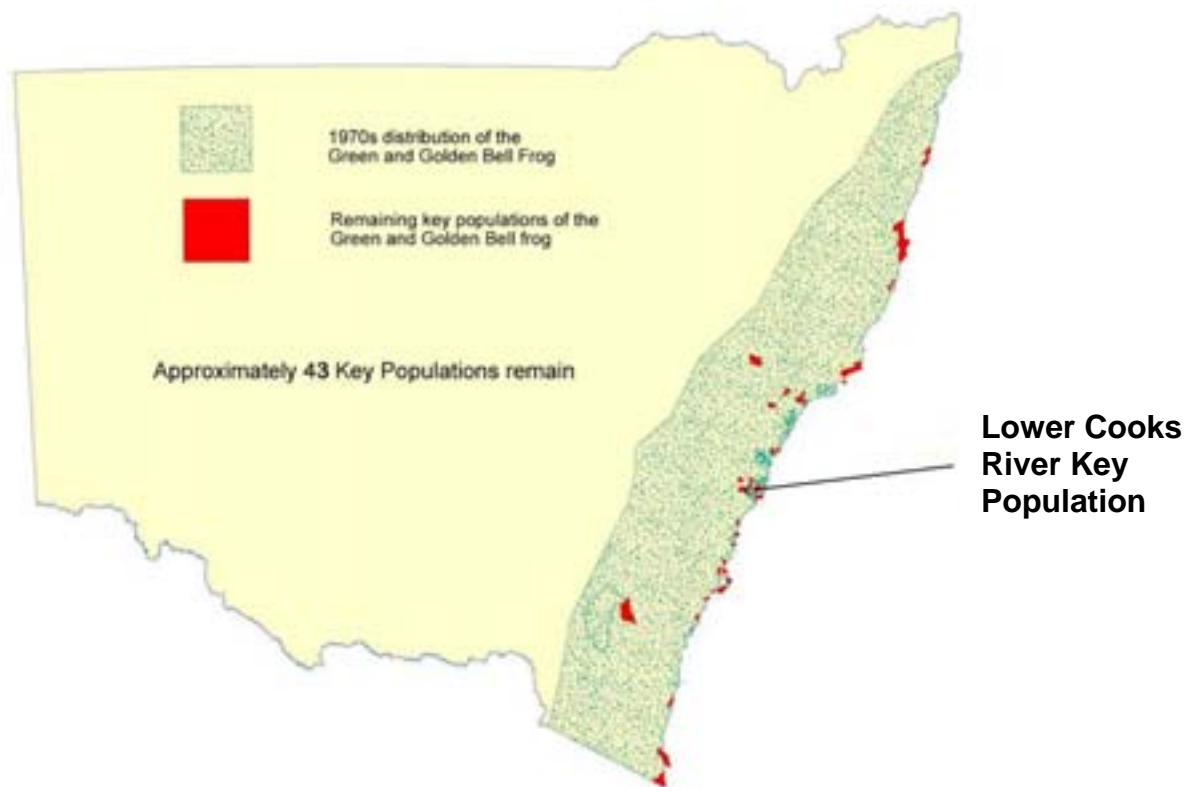 1970s distribution of the
Green and Golden Bell Frog
Remaining key populations of the
Green and Golden Bell frog
Approximately 43 Key Populations remain
Lower Cooks
River Key
Population